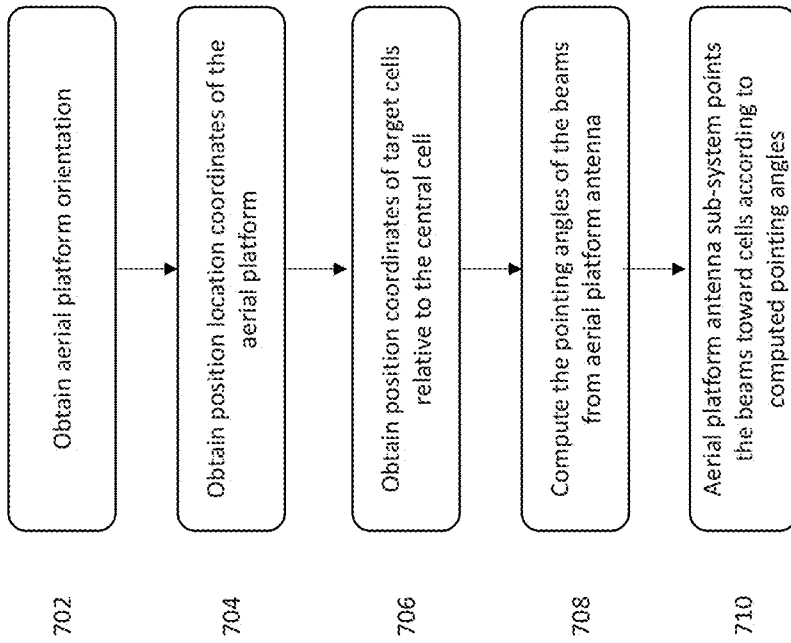 702
Obtain aerial platform orientation
704
Obtain position location coordinates of the
aerial platform
706
Obtain position coordinates of target cells
relative to the central cell
708
Compute the pointing angles of the beams
from aerial platform antenna
710
Aerial platform antenna sub-system points
the beams toward cells according to
computed pointing angles